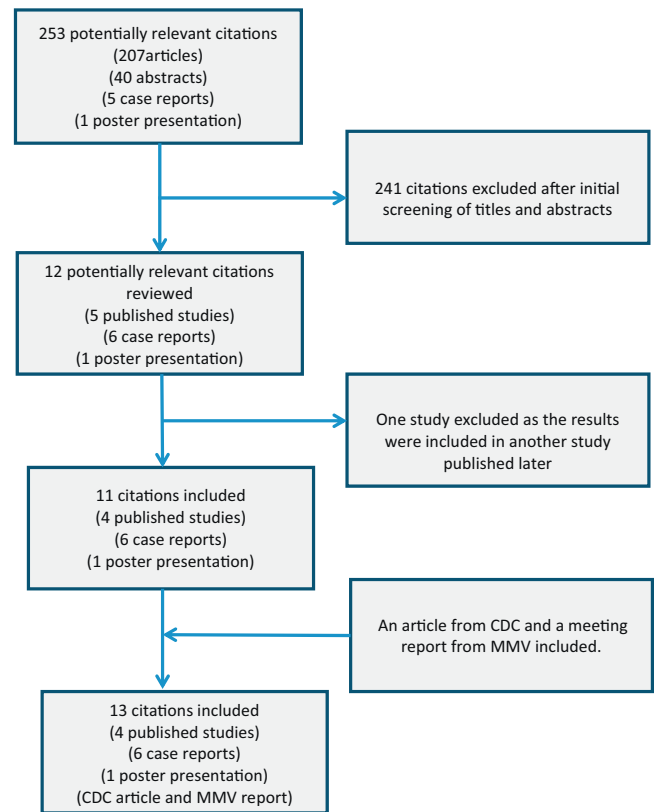 253 potentially relevant citations
(207articles)
(40 abstracts)
(5 case reports)
(1 poster presentation)
241 citations excluded after initial
screening of titles and abstracts
12 potentially relevant citations
reviewed
(5 published studies)
(6 case reports)
(1 poster presentation)
One study excluded as the results
were included in another study
published later
11 citations included
(4 published studies)
(6 case reports)
(1 poster presentation)
An article from CDC and a meeting
report from MMV included.
13 citations included
(4 published studies)
(6 case reports)
(1 poster presentation)
(CDC article and MMV report)